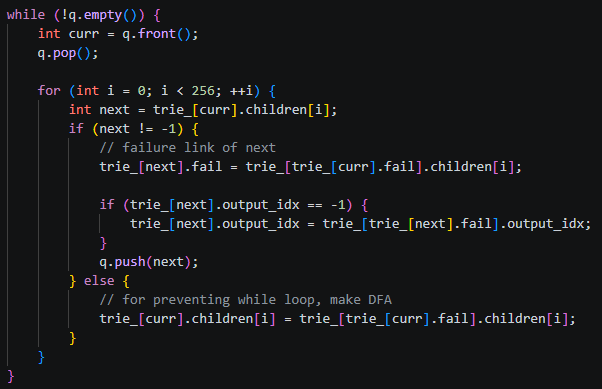 while (!q.empty()) {
    int curr = q.front();
    q.pop();

    for (int i = 0; i < 256; ++i) {
        int next = trie_[curr].children[i];
        if (next != -1) {
            // failure link of next
            trie_[next].fail = trie_[trie_[curr].fail].children[i];

            if (trie_[next].output_idx == -1) {
                trie_[next].output_idx = trie_[trie_[next].fail].output_idx;
            }
            q.push(next);
        } else {
            // for preventing while loop, make DFA
            trie_[curr].children[i] = trie_[trie_[curr].fail].children[i];
        }
    }
}